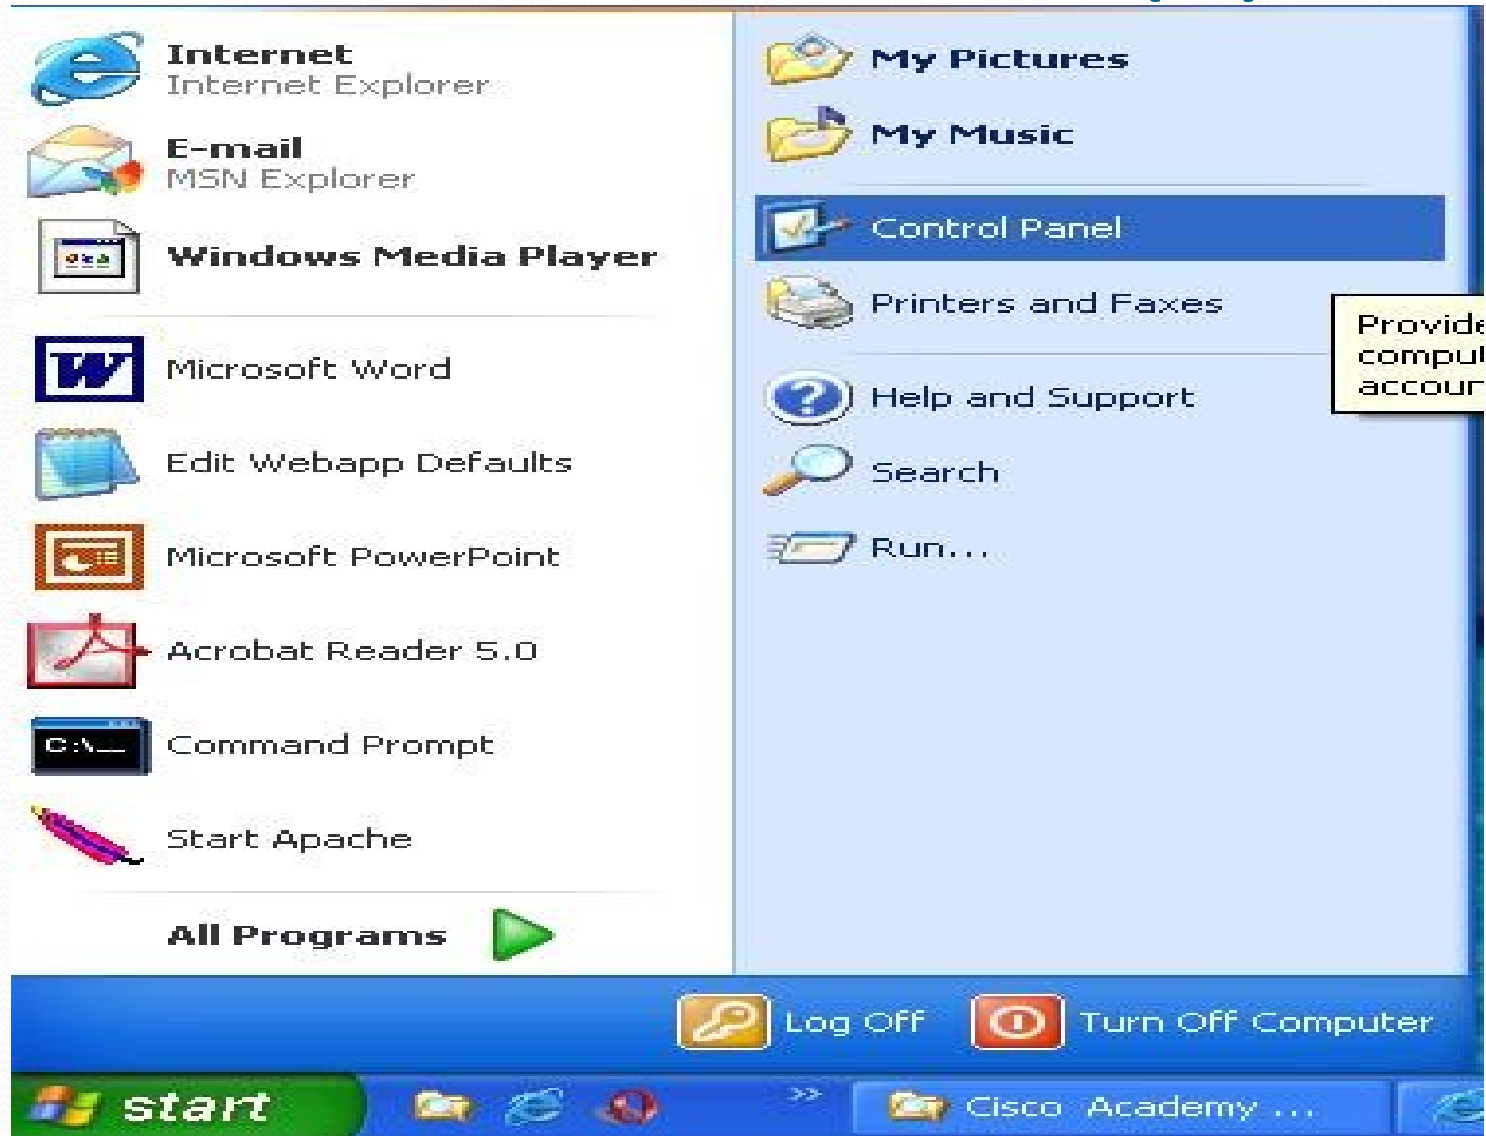 Internet
Internet Explorer
E-mail
MSN Explorer
Windows Media Player
Microsoft Word
Edit Webapp Defaults
Microsoft PowerPoint
Acrobat Reader 5.0
C:\
Command Prompt
Start Apache
All Programs
My Pictures
My Music
Control Panel
Printers and Faxes
Help and Support
Search
Run...
Log Off
Turn Off Computer
start
Cisco Academy ...